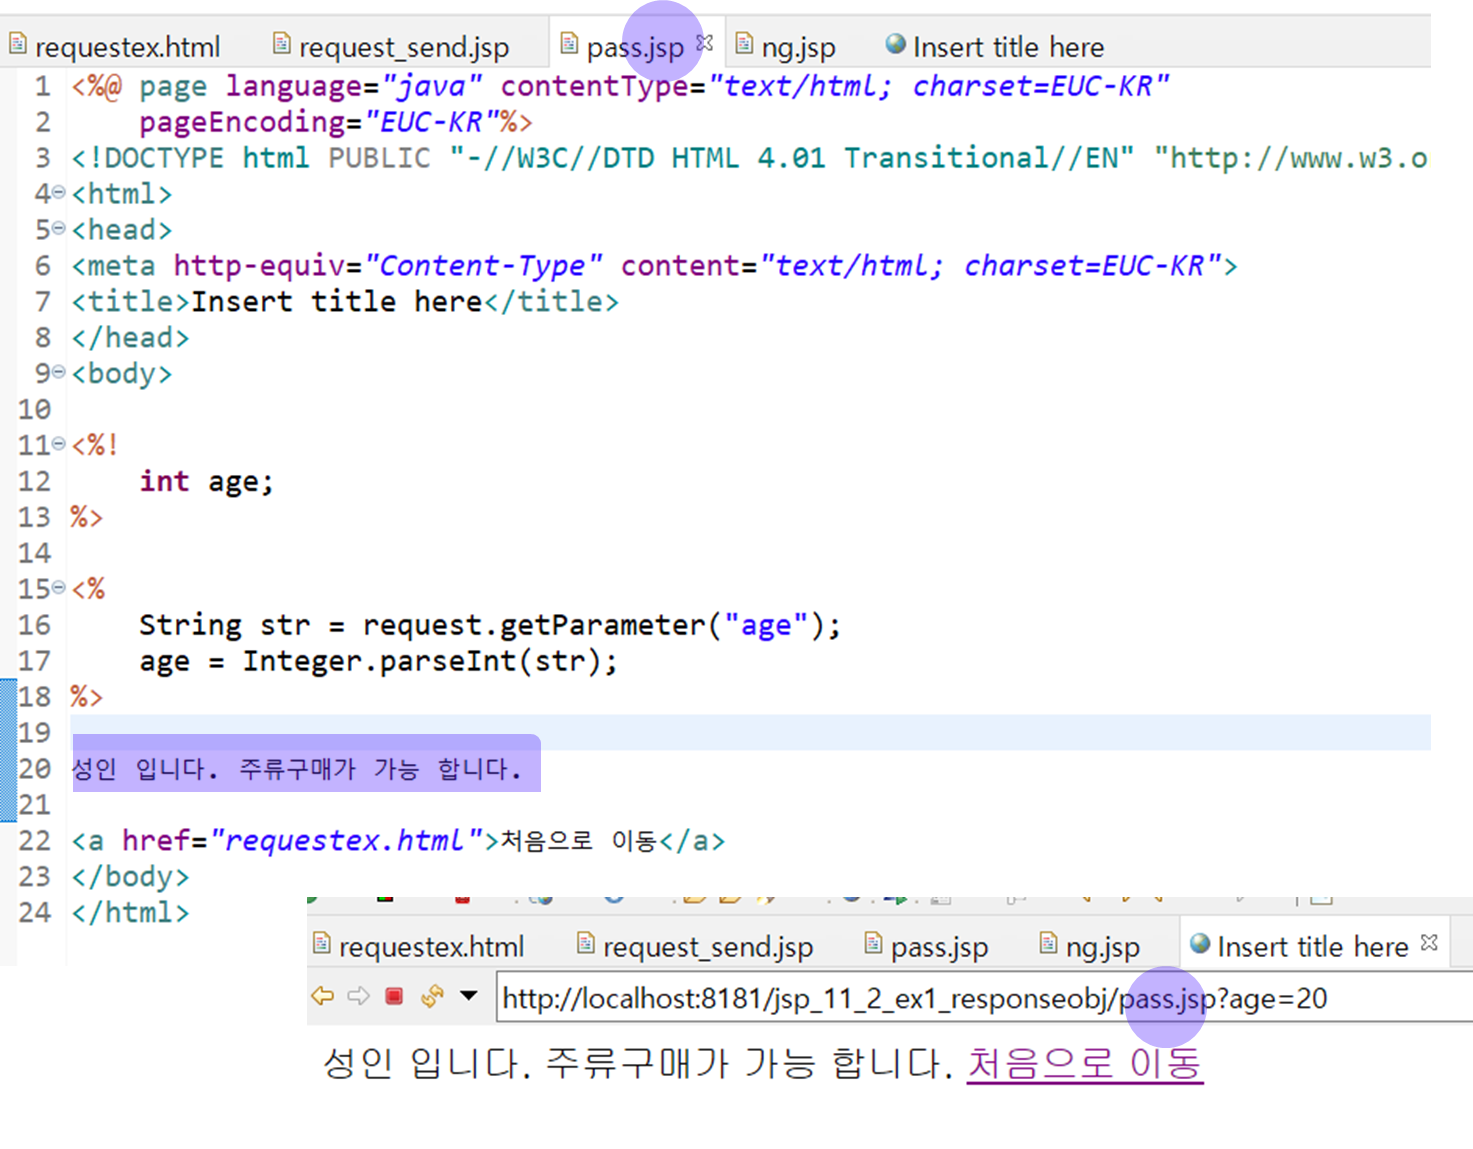 requestex.html request_send.jsp pass.jsp ng.jsp Insert title here
1 <%@ page language="java" contentType="text/html; charset=EUC-KR"
2 pageEncoding="EUC-KR"%>
3 <!DOCTYPE html PUBLIC "-//W3C//DTD HTML 4.01 Transitional//EN" "http://www.w3.o
4 <html>
5 <head>
6 <meta http-equiv="Content-Type" content="text/html; charset=EUC-KR">
7 <title>Insert title here</title>
8 </head>
9 <body>
10
11 <%!
12 int age;
13 %>
14
15 <%
16 String str = request.getParameter("age");
17 age = Integer.parseInt(str);
18 %>
19
20 성인 입니다. 주류구매가 가능 합니다.
21
22 <a href="requestex.html">처음으로 이동</a>
23 </body>
24 </html>
requestex.html request_send.jsp pass.jsp ng.jsp Insert title here
http://localhost:8181/jsp_11_2_ex1_responseobj/pass.jsp?age=20
성인 입니다. 주류구매가 가능 합니다. 처음으로 이동